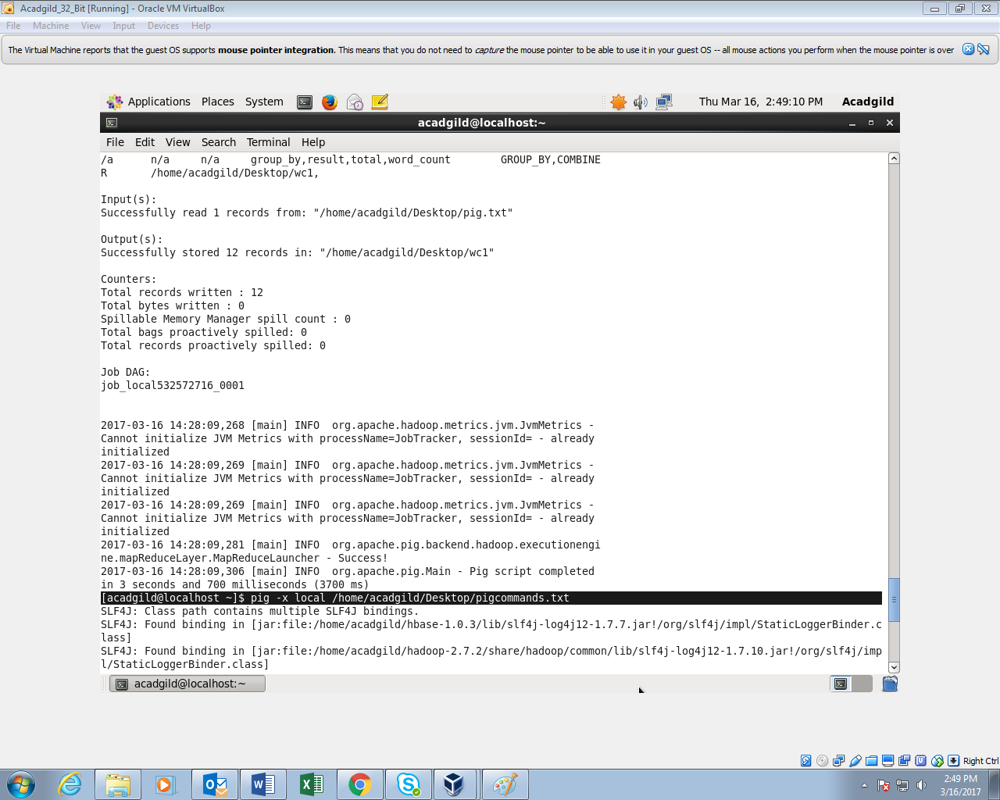 Acadgild_32_Bit [Running] - Oracle VM VirtualBox
File Machine View Input Devices Help
The Virtual Machine reports that the guest OS supports mouse pointer integration. This means that you do not need to capture the mouse pointer to be able to use it in your guest OS -- all mouse actions you perform when the mouse pointer is over
Applications Places System Thu Mar 16, 2:49:10 PM Acadgild
acadgild@localhost:~
File Edit View Search Terminal Help
/a n/a n/a group_by,result,total,word_count GROUP_BY,COMBINE
R /home/acadgild/Desktop/wc1,
Input(s):
Successfully read 1 records from: "/home/acadgild/Desktop/pig.txt"
Output(s):
Successfully stored 12 records in: "/home/acadgild/Desktop/wc1"
Counters:
Total records written : 12
Total bytes written : 0
Spillable Memory Manager spill count : 0
Total bags proactively spilled: 0
Total records proactively spilled: 0
Job DAG:
job_local532572716_0001
2017-03-16 14:28:09,268 [main] INFO org.apache.hadoop.metrics.jvm.JvmMetrics -
Cannot initialize JVM Metrics with processName=JobTracker, sessionId= - already
initialized
2017-03-16 14:28:09,269 [main] INFO org.apache.hadoop.metrics.jvm.JvmMetrics -
Cannot initialize JVM Metrics with processName=JobTracker, sessionId= - already
initialized
2017-03-16 14:28:09,269 [main] INFO org.apache.hadoop.metrics.jvm.JvmMetrics -
Cannot initialize JVM Metrics with processName=JobTracker, sessionId= - already
initialized
2017-03-16 14:28:09,281 [main] INFO org.apache.pig.backend.hadoop.executionengi
ne.mapReduceLayer.MapReduceLauncher - Success!
2017-03-16 14:28:09,306 [main] INFO org.apache.pig.Main - Pig script completed
in 3 seconds and 700 milliseconds (3700 ms)
[acadgild@localhost ~]$ pig -x local /home/acadgild/Desktop/pigcommands.txt
SLF4J: Class path contains multiple SLF4J bindings.
SLF4J: Found binding in [jar:file:/home/acadgild/hbase-1.0.3/lib/slf4j-log4j12-1.7.7.jar!/org/slf4j/impl/StaticLoggerBinder.c
lass]
SLF4J: Found binding in [jar:file:/home/acadgild/hadoop-2.7.2/share/hadoop/common/lib/slf4j-log4j12-1.7.10.jar!/org/slf4j/imp
l/StaticLoggerBinder.class]
acadgild@localhost:~
Right Ctrl
2:49 PM
3/16/2017